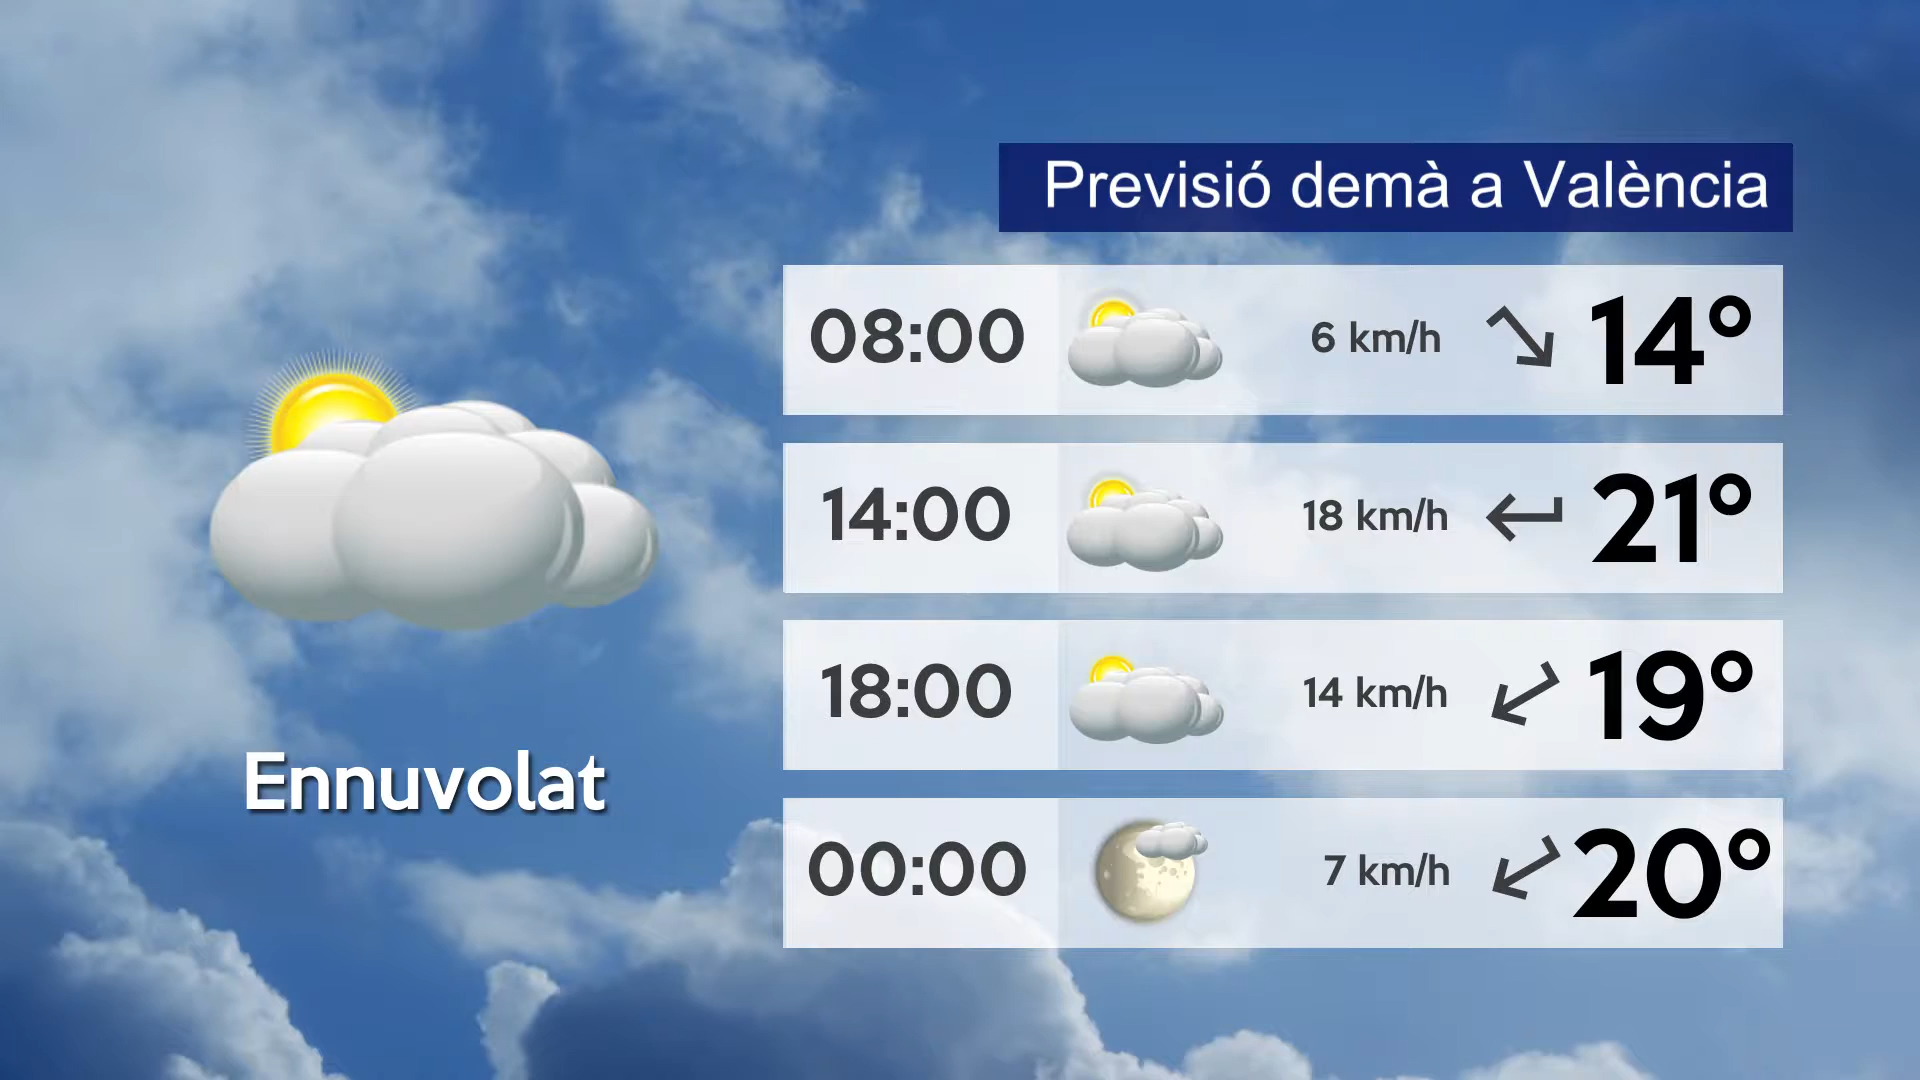 Previsió demà a València
08:00 6 km/h 14°
14:00 18 km/h 21°
18:00 14 km/h 19°
00:00 7 km/h 20°
Ennuvolat